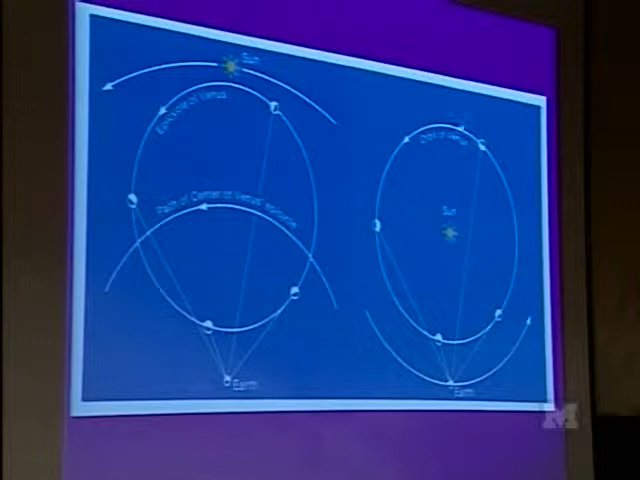 Sun
Epicycle of Venus
Path of Center of Venus' Epicycle
Earth
Orbit of Venus
Sun
Earth
M